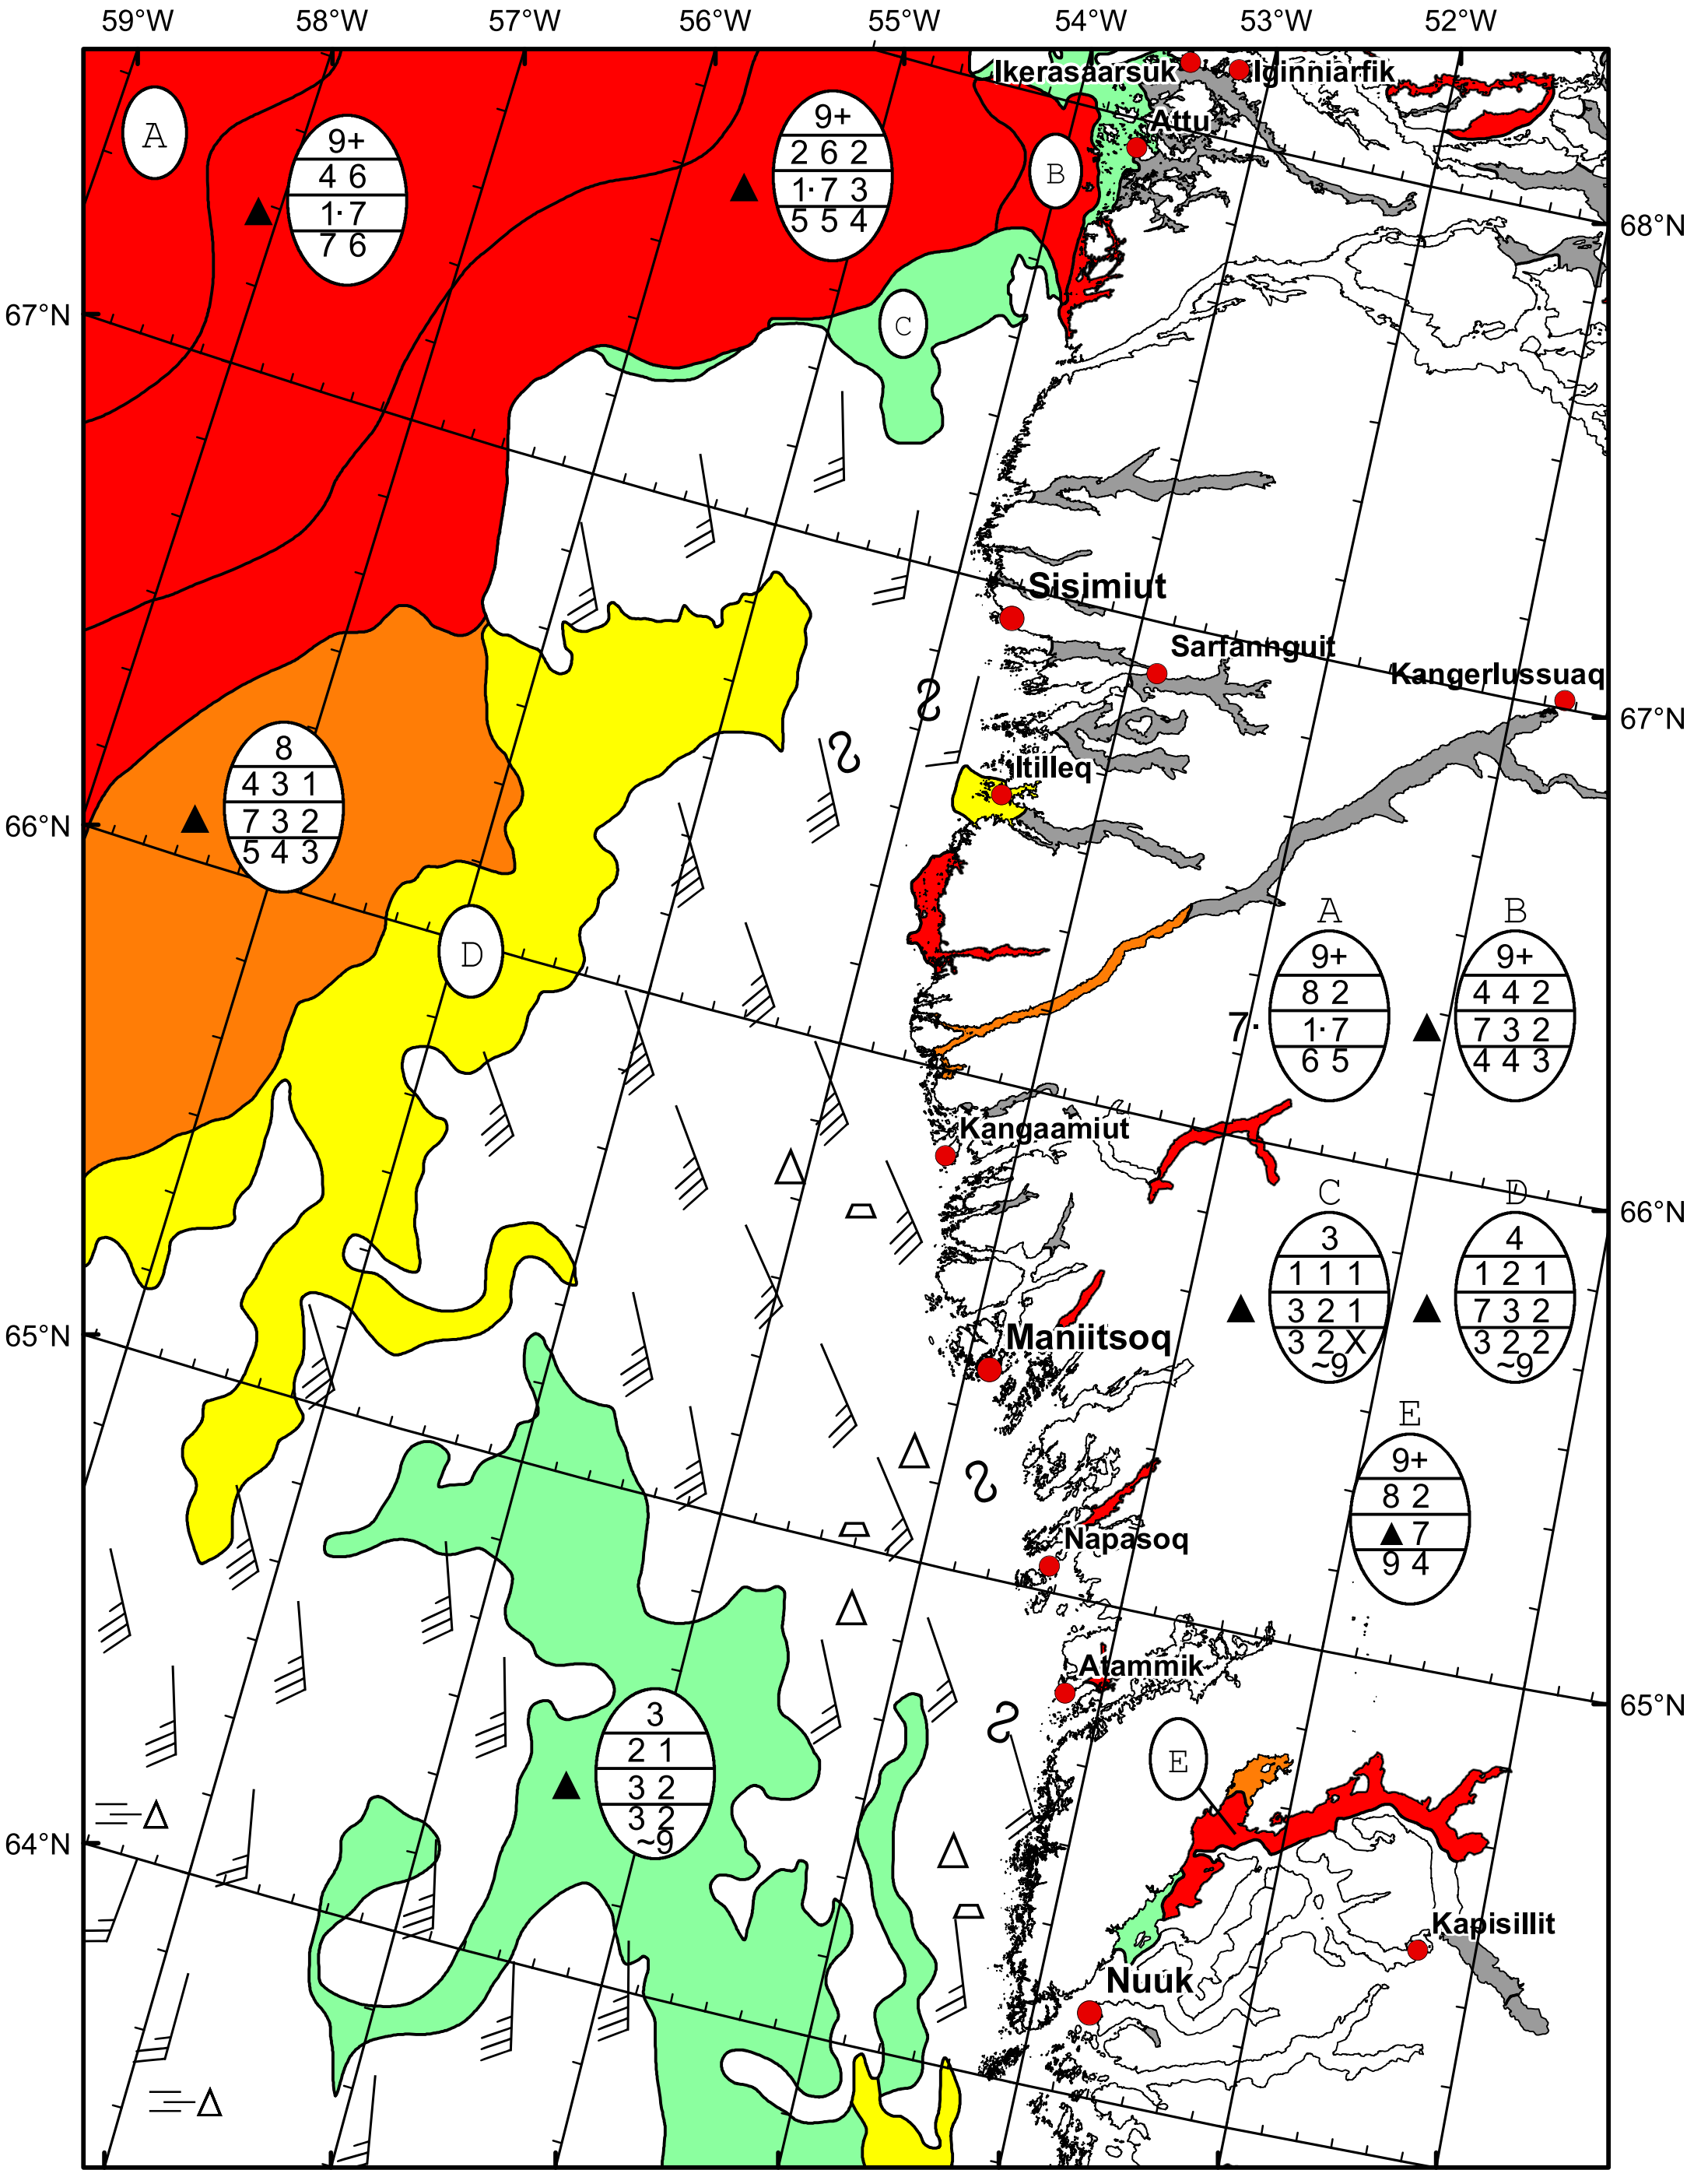 59°W 58°W 57°W 56°W 55°W 54°W 53°W 52°W
Ikerasaarsuk
Iginniarfik
A
9+
4 6
1· 7
7 6
9+
2 6 2
1· 7 3
5 5 4
B
Attu
68°N
67°N
C
Sisimiut
Sarfannguit
Kangerlussuaq
67°N
8
4 3 1
7 3 2
5 4 3
66°N
Itilleq
D
A
9+
8 2
7·
1· 7
6 5
B
9+
4 4 2
7 3 2
4 4 3
Kangaamiut
66°N
C
3
1 1 1
3 2 1
3 2 X
~9
D
4
1 2 1
7 3 2
3 2 2
~9
65°N
Maniitsoq
E
9+
8 2
▲ 7
9 4
Napasoq
Atammik
65°N
3
2 1
3 2
3 2
~9
E
64°N
Kapisillit
Nuuk